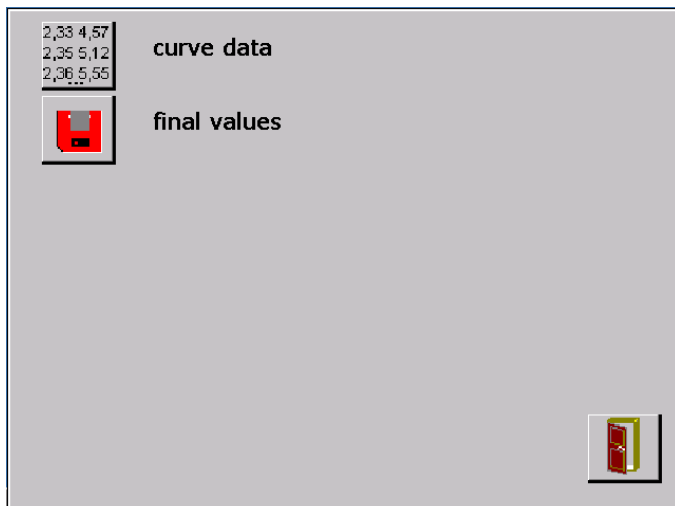 2,33 4,57
2,35 5,12
2,36 5,55
...
curve data
final values